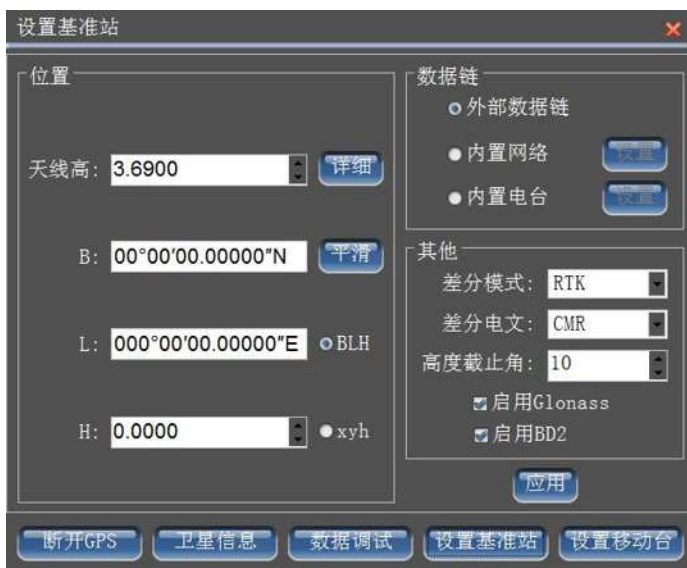 设置基准站
位置
天线高: 3.6900 详细
B: 00°00′00.00000″N 平滑
L: 000°00′00.00000″E BLH
H: 0.0000 xyh
数据链
外部数据链
内置网络 设置
内置电台 设置
其他
差分模式: RTK
差分电文: CMR
高度截止角: 10
启用Glonass
启用BD2
应用
断开GPS 卫星信息 数据调试 设置基准站 设置移动台